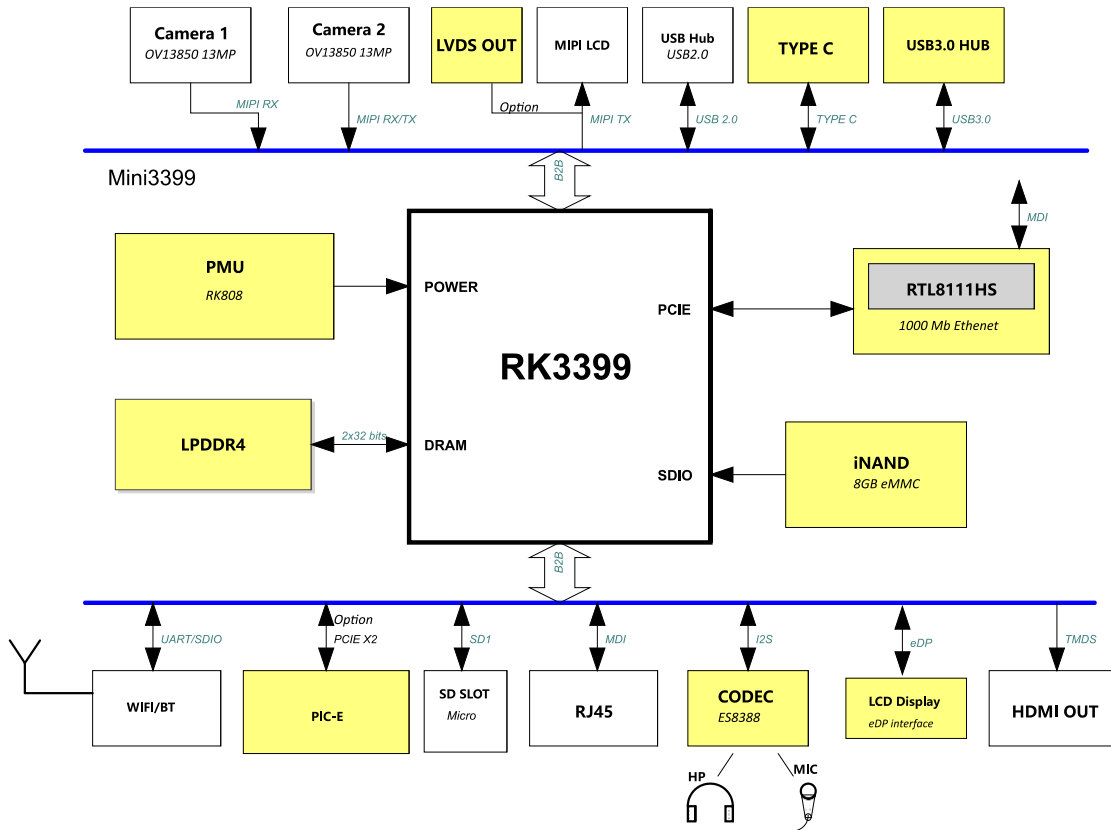 Camera 1
OV13850 13MP
Camera 2
OV13850 13MP
LVDS OUT
MIPI LCD
USB Hub
USB2.0
TYPE C
USB3.0 HUB
MIPI RX
MIPI RX/TX
Option
MIPI TX
USB 2.0
TYPE C
USB3.0
Mini3399
B2B
MDI
PMU
RK808
POWER
PCIE
RTL8111HS
1000 Mb Ethenet
RK3399
LPDDR4
2x32 bits
DRAM
SDIO
iNAND
8GB eMMC
B2B
UART/SDIO
Option
PCIE X2
SD1
MDI
I2S
eDP
TMDS
WIFI/BT
PIC-E
SD SLOT
Micro
RJ45
CODEC
ES8388
LCD Display
eDP interface
HDMI OUT
HP
MIC